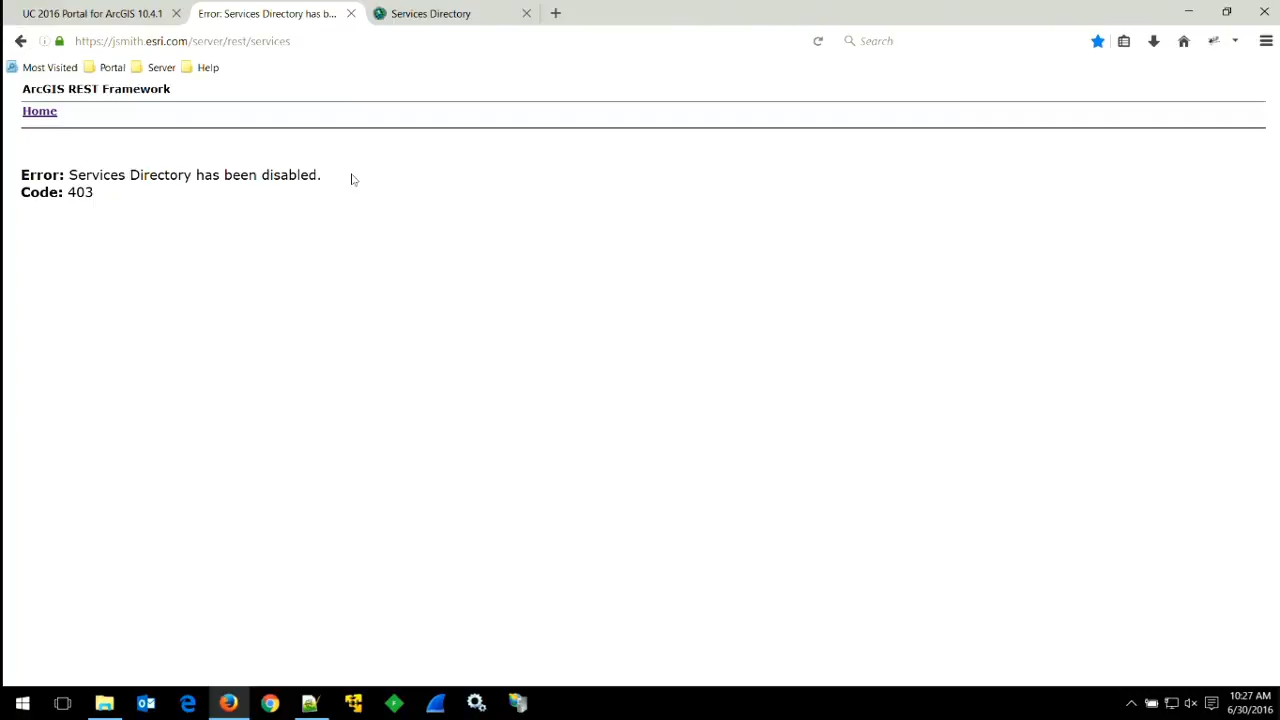 UC 2016 Portal for ArcGIS 10.4.1
Error: Services Directory has b...
Services Directory
https://jsmith.esri.com/server/rest/services
Search
Most Visited
Portal
Server
Help
ArcGIS REST Framework
Home
Error: Services Directory has been disabled.
Code: 403
10:27 AM
6/30/2016